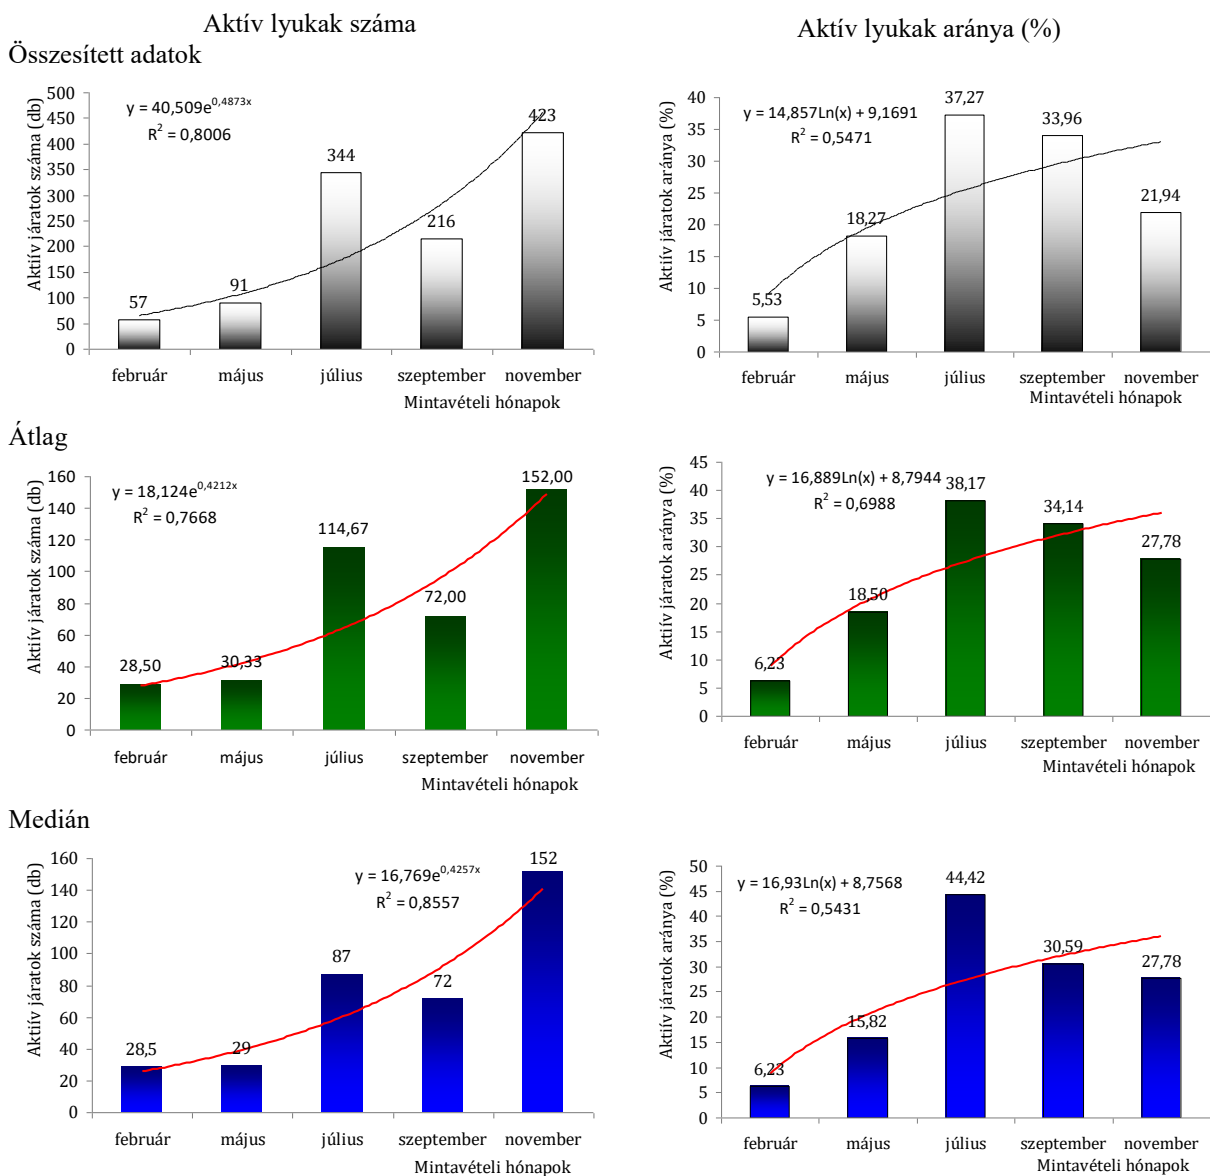 Aktív lyukak száma
Aktív lyukak aránya (%)
Összesített adatok
Aktiív járatok száma (db)
500
450
400
350
300
250
200
150
100
50
0
y = 40,509e^0,4873x
R² = 0,8006
57
91
344
216
423
február
május
július
szeptember
november
Mintavételi hónapok
Aktiív járatok aránya (%)
40
35
30
25
20
15
10
5
0
y = 14,857Ln(x) + 9,1691
R² = 0,5471
5,53
18,27
37,27
33,96
21,94
február
május
július
szeptember
november
Mintavételi hónapok
Átlag
Aktiív járatok száma (db)
160
140
120
100
80
60
40
20
0
y = 18,124e^0,4212x
R² = 0,7668
28,50
30,33
114,67
72,00
152,00
február
május
július
szeptember
november
Mintavételi hónapok
Aktiív járatok aránya (%)
45
40
35
30
25
20
15
10
5
0
y = 16,889Ln(x) + 8,7944
R² = 0,6988
6,23
18,50
38,17
34,14
27,78
február
május
július
szeptember
november
Mintavételi hónapok
Medián
Aktiív járatok száma (db)
160
140
120
100
80
60
40
20
0
y = 16,769e^0,4257x
R² = 0,8557
28,5
29
87
72
152
február
május
július
szeptember
november
Mintavételi hónapok
Aktiív járatok aránya (%)
50
45
40
35
30
25
20
15
10
5
0
y = 16,93Ln(x) + 8,7568
R² = 0,5431
6,23
15,82
44,42
30,59
27,78
február
május
július
szeptember
november
Mintavételi hónapok